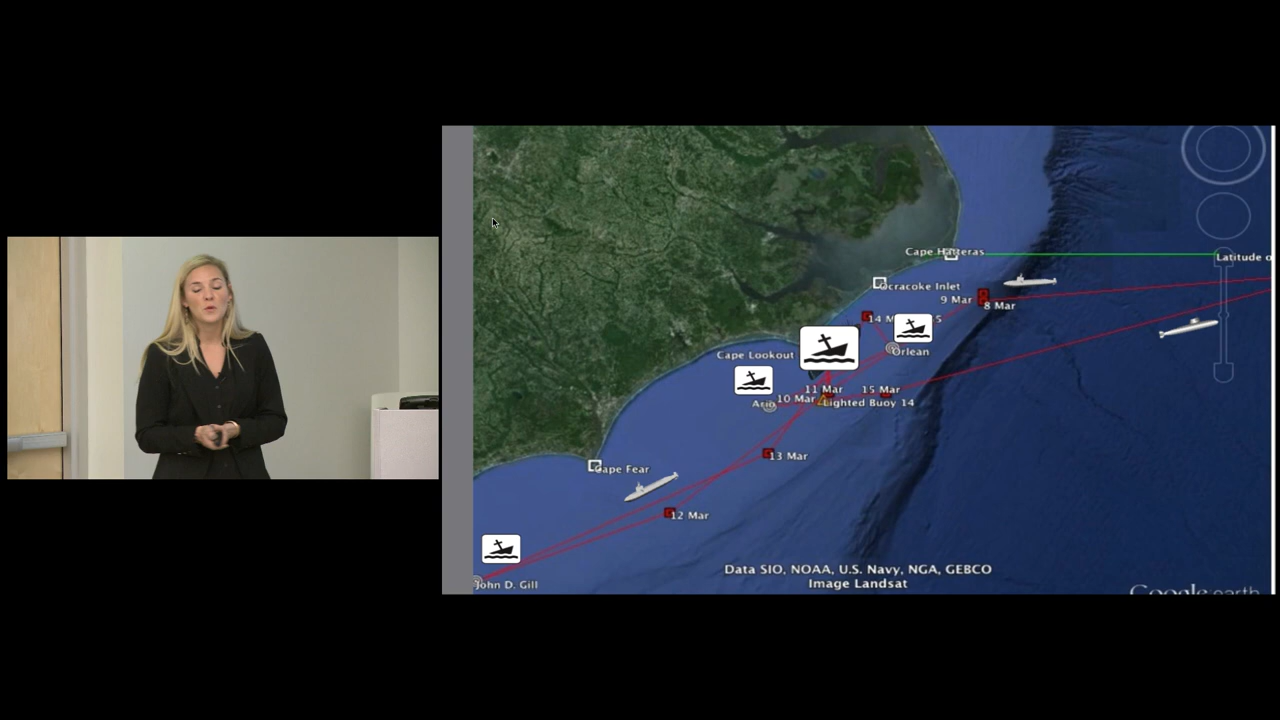 Cape Hatteras
Latitude o
Ocracoke Inlet
9 Mar
8 Mar
14 M
5
Orlean
Cape Lookout
11 Mar
15 Mar
10 Mar
Ario
Lighted Buoy 14
13 Mar
Cape Fear
12 Mar
Data SIO, NOAA, U.S. Navy, NGA, GEBCO
Image Landsat
John D. Gill
Google earth